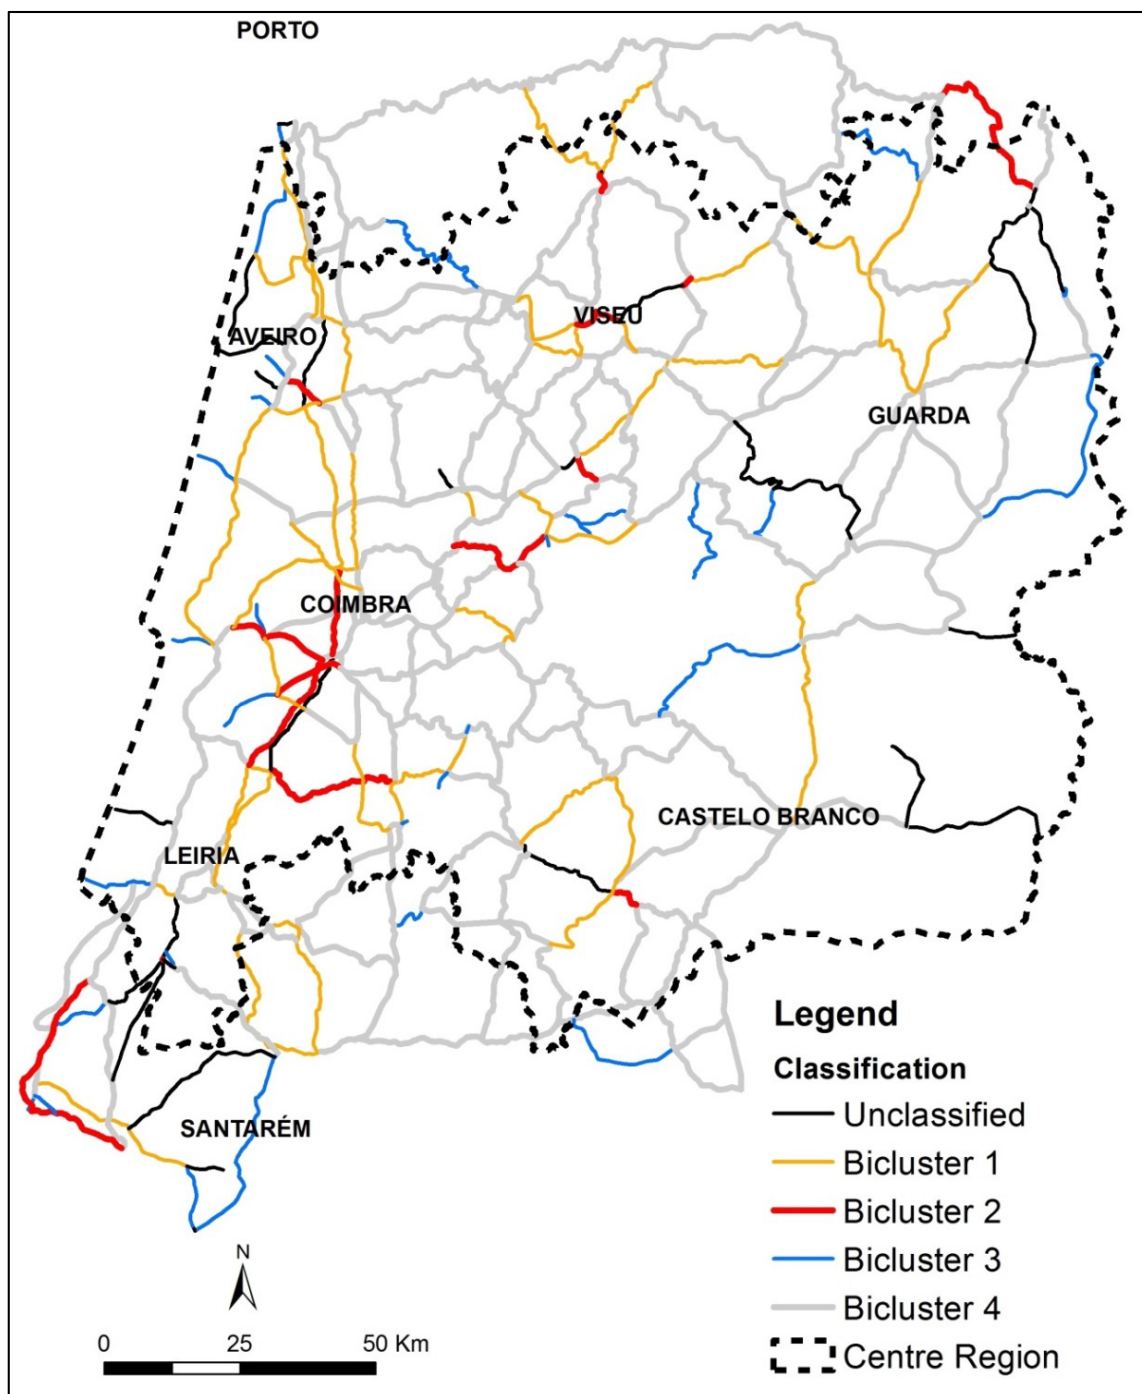 PORTO
AVEIRO
VISEU
GUARDA
COIMBRA
CASTELO BRANCO
LEIRIA
SANTARÉM
Legend
Classification
Unclassified
Bicluster 1
Bicluster 2
Bicluster 3
Bicluster 4
Centre Region
N
0 25 50 Km